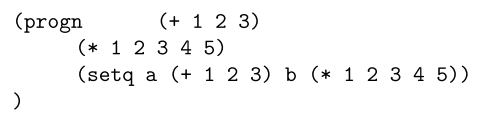 (progn      (+ 1 2 3)
     (* 1 2 3 4 5)
     (setq a (+ 1 2 3) b (* 1 2 3 4 5))
)